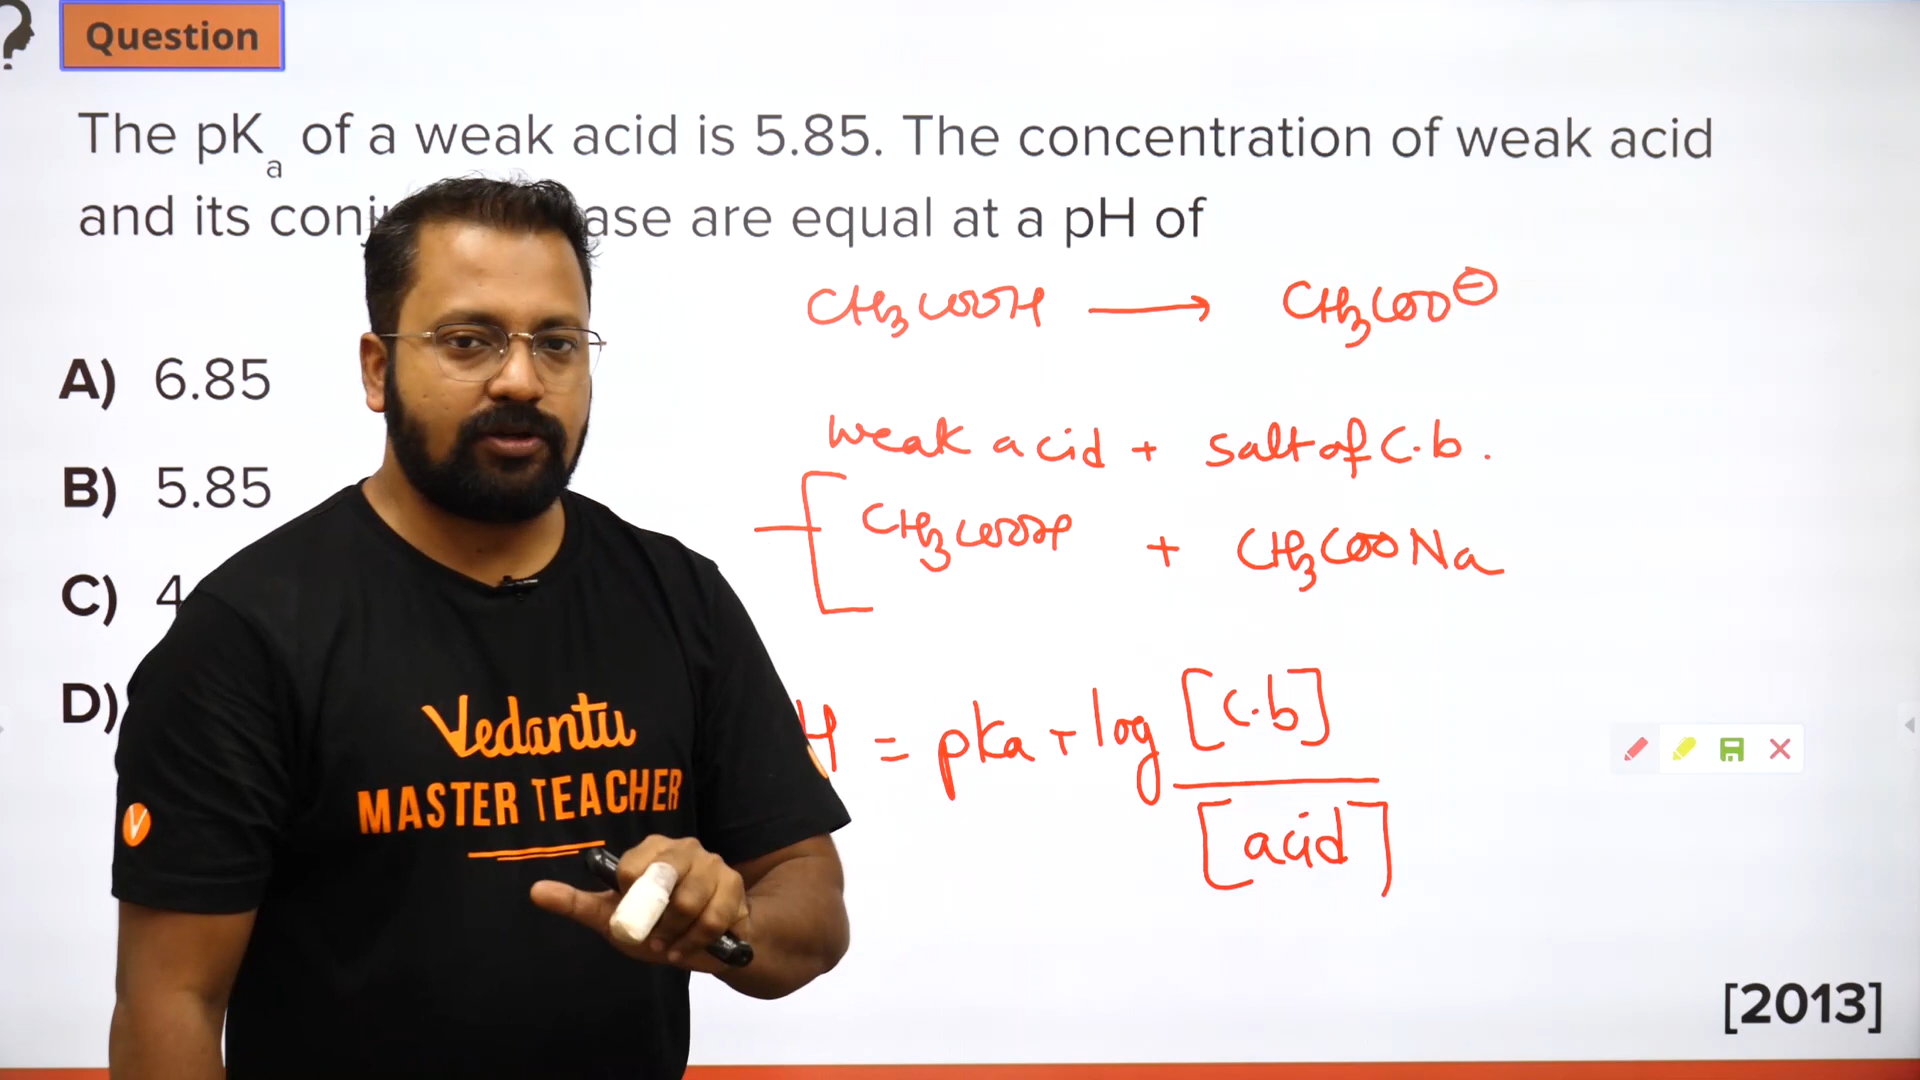 Question
The pKa of a weak acid is 5.85. The concentration of weak acid
and its ase are equal at a pH of
CH3COOH → CH3COO⊖
A) 6.85
weak acid + salt of C.b.
B) 5.85
CH3COOH + CH3COONa
C) 4
D)
H = pKa + log [C.b]
[acid]
Vedantu
MASTER TEACHER
V
[2013]